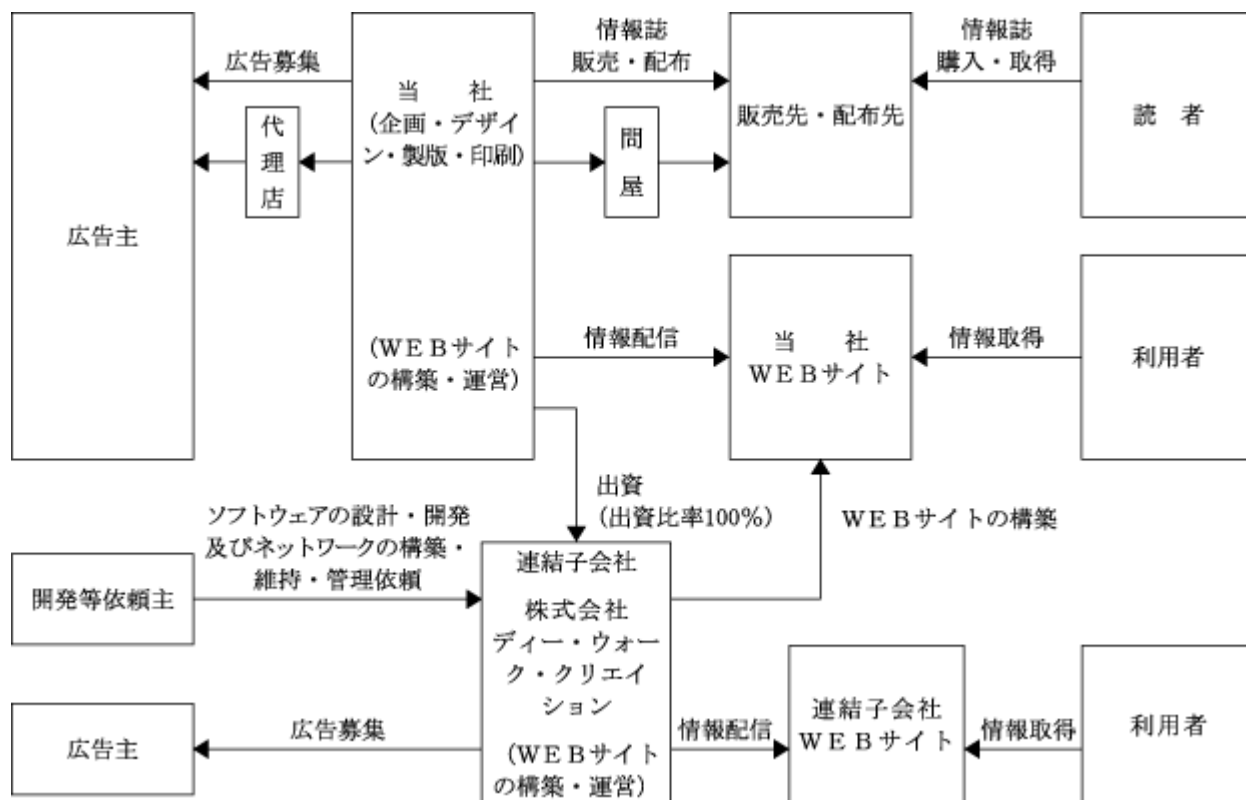 広告主
広告募集
代
理
店
当　社
(企画・デザイ
ン・製版・印刷)
(ＷＥＢサイト
の構築・運営)
情報誌
販売・配布
問
屋
販売先・配布先
情報誌
購入・取得
読　者
情報配信
当　社
ＷＥＢサイト
情報取得
利用者
出資
(出資比率100％)
ＷＥＢサイトの構築
開発等依頼主
ソフトウェアの設計・開発
及びネットワークの構築・
維持・管理依頼
連結子会社
株式会社
ディー・ウォー
ク・クリエイ
ション
(ＷＥＢサイト
の構築・運営)
広告主
広告募集
情報配信
連結子会社
ＷＥＢサイト
情報取得
利用者